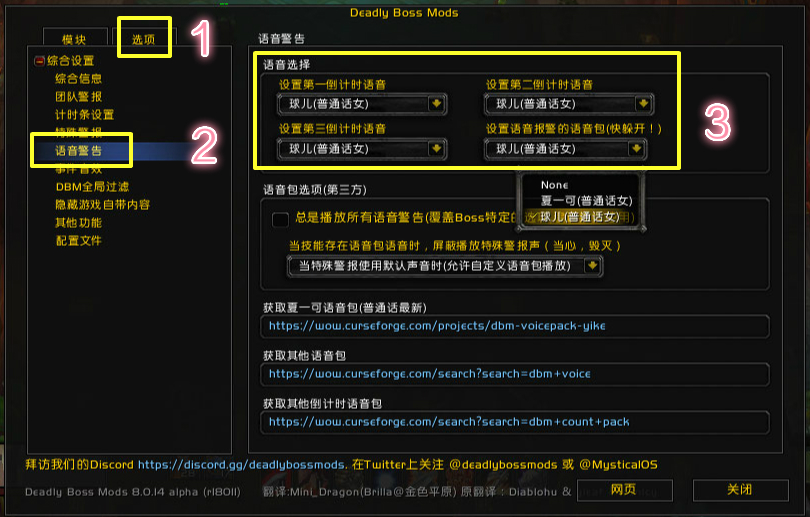 Deadly Boss Mods
模块
选项
1
综合设置
综合信息
团队警报
计时条设置
特殊警报
语音警告
2
事件音效
DBM全局过滤
隐藏游戏自带内容
其他功能
配置文件
语音警告
语音选择
设置第一倒计时语音
设置第二倒计时语音
球儿(普通话女)
球儿(普通话女)
设置第三倒计时语音
设置语音报警的语音包(快躲开！)
球儿(普通话女)
球儿(普通话女)
3
None
夏一可(普通话女)
球儿(普通话女)
语音包选项(第三方)
总是播放所有语音警告(覆盖Boss特定的
用)
当技能存在语音包语音时，屏蔽播放特殊警报声（当心，毁灭）
当特殊警报使用默认声音时(允许自定义语音包播放)
获取夏一可语音包(普通话最新)
https://wow.curseforge.com/projects/dbm-voicepack-yike
获取其他语音包
https://wow.curseforge.com/search?search=dbm+voice
获取其他倒计时语音包
https://wow.curseforge.com/search?search=dbm+count+pack
拜访我们的Discord https://discord.gg/deadlybossmods. 在Twitter上关注 @deadlybossmods 或 @MysticalOS
Deadly Boss Mods 8.0.14 alpha (r18011)
翻译:Mini_Dragon(Brilla@金色平原) 原翻译：Diablohu &
网页
关闭